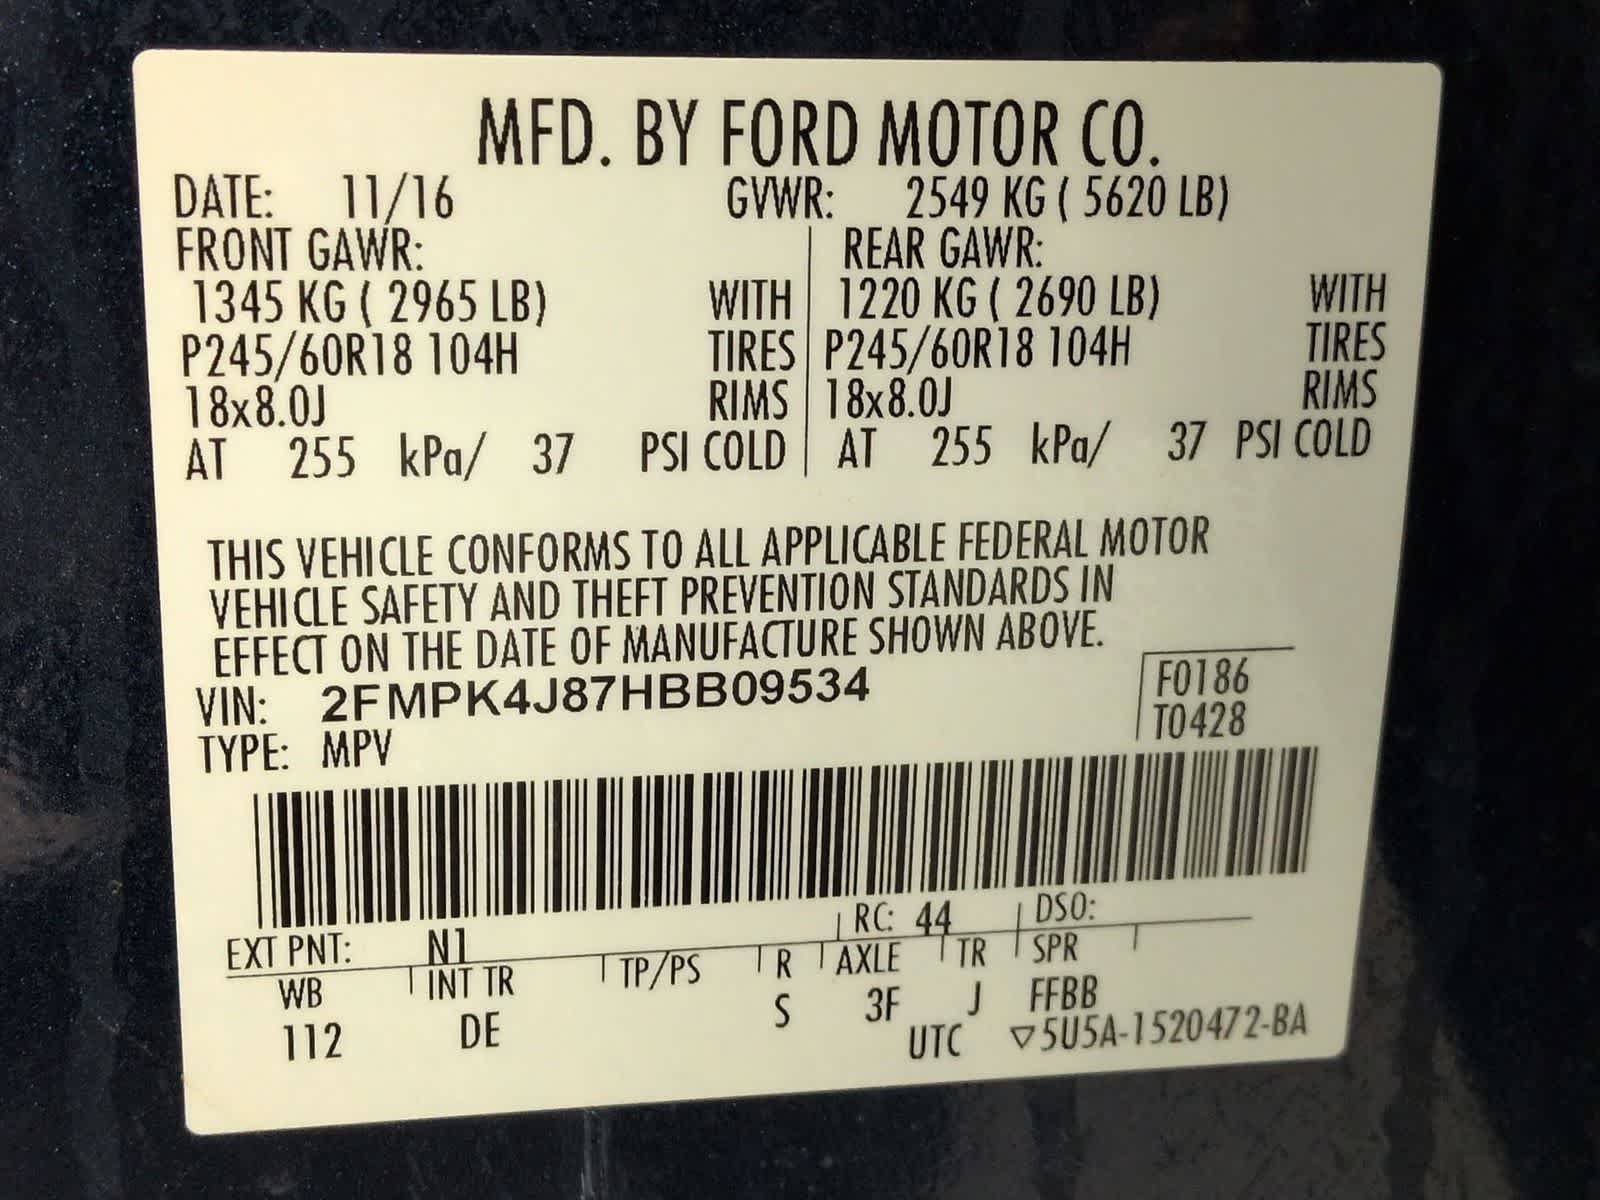 MFD. BY FORD MOTOR CO.
DATE: 11/16 GVWR: 2549 KG ( 5620 LB)
FRONT GAWR: REAR GAWR:
1345 KG ( 2965 LB) WITH 1220 KG ( 2690 LB) WITH
P245/60R18 104H TIRES P245/60R18 104H TIRES
18x8.0J RIMS 18x8.0J RIMS
AT 255 kPa/ 37 PSI COLD AT 255 kPa/ 37 PSI COLD
THIS VEHICLE CONFORMS TO ALL APPLICABLE FEDERAL MOTOR
VEHICLE SAFETY AND THEFT PREVENTION STANDARDS IN
EFFECT ON THE DATE OF MANUFACTURE SHOWN ABOVE.
VIN: 2FMPK4J87HBB09534 F0186
TYPE: MPV T0428
EXT PNT: N1 RC: 44 DSO:
WB INT TR TP/PS R AXLE TR SPR
112 DE S 3F J FFBB
UTC ▽5U5A-1520472-BA